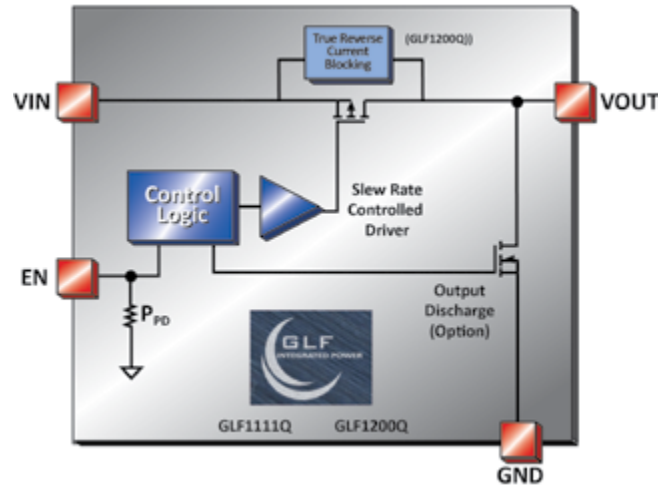 True Reverse
Current
Blocking
(GLF1200Q))
VIN
VOUT
Control
Logic
Slew Rate
Controlled
Driver
EN
P_PD
Output
Discharge
(Option)
GLF
INTEGRATED POWER
GLF1111Q
GLF1200Q
GND